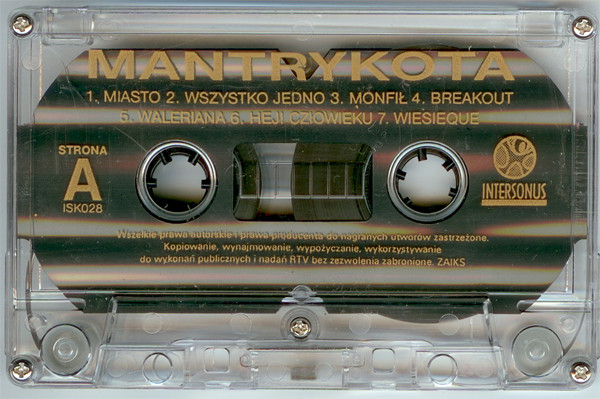 MANTRYKOTA
1. MIASTO 2. WSZYSTKO JEDNO 3. MONFIŁ 4. BREAKOUT
5. WALERIANA 6. HEJI CZŁOWIEKU 7. WIESIEQUE
STRONA
A
ISK028
INTERSONUS
Wszelkie prawa autorskie i prawa producenta do nagranych utworów zastrzeżone.
Kopiowanie, wynajmowanie, wypożyczanie, wykorzystywanie
do wykonań publicznych i nadań RTV bez zezwolenia zabronione. ZAIKS